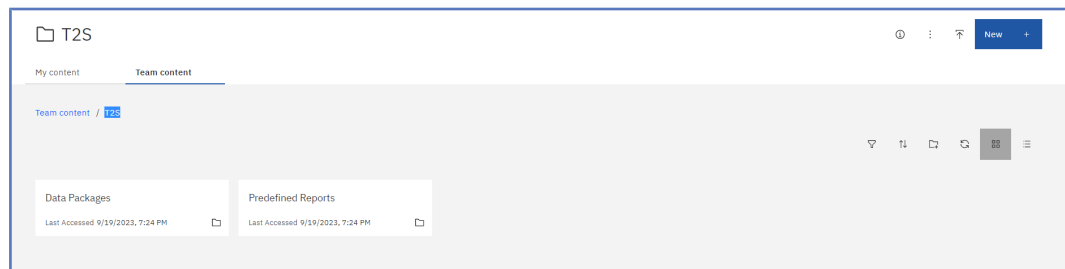 T2S
New +
My content Team content
Team content / T2S
Data Packages Predefined Reports
Last Accessed 9/19/2023, 7:24 PM Last Accessed 9/19/2023, 7:24 PM